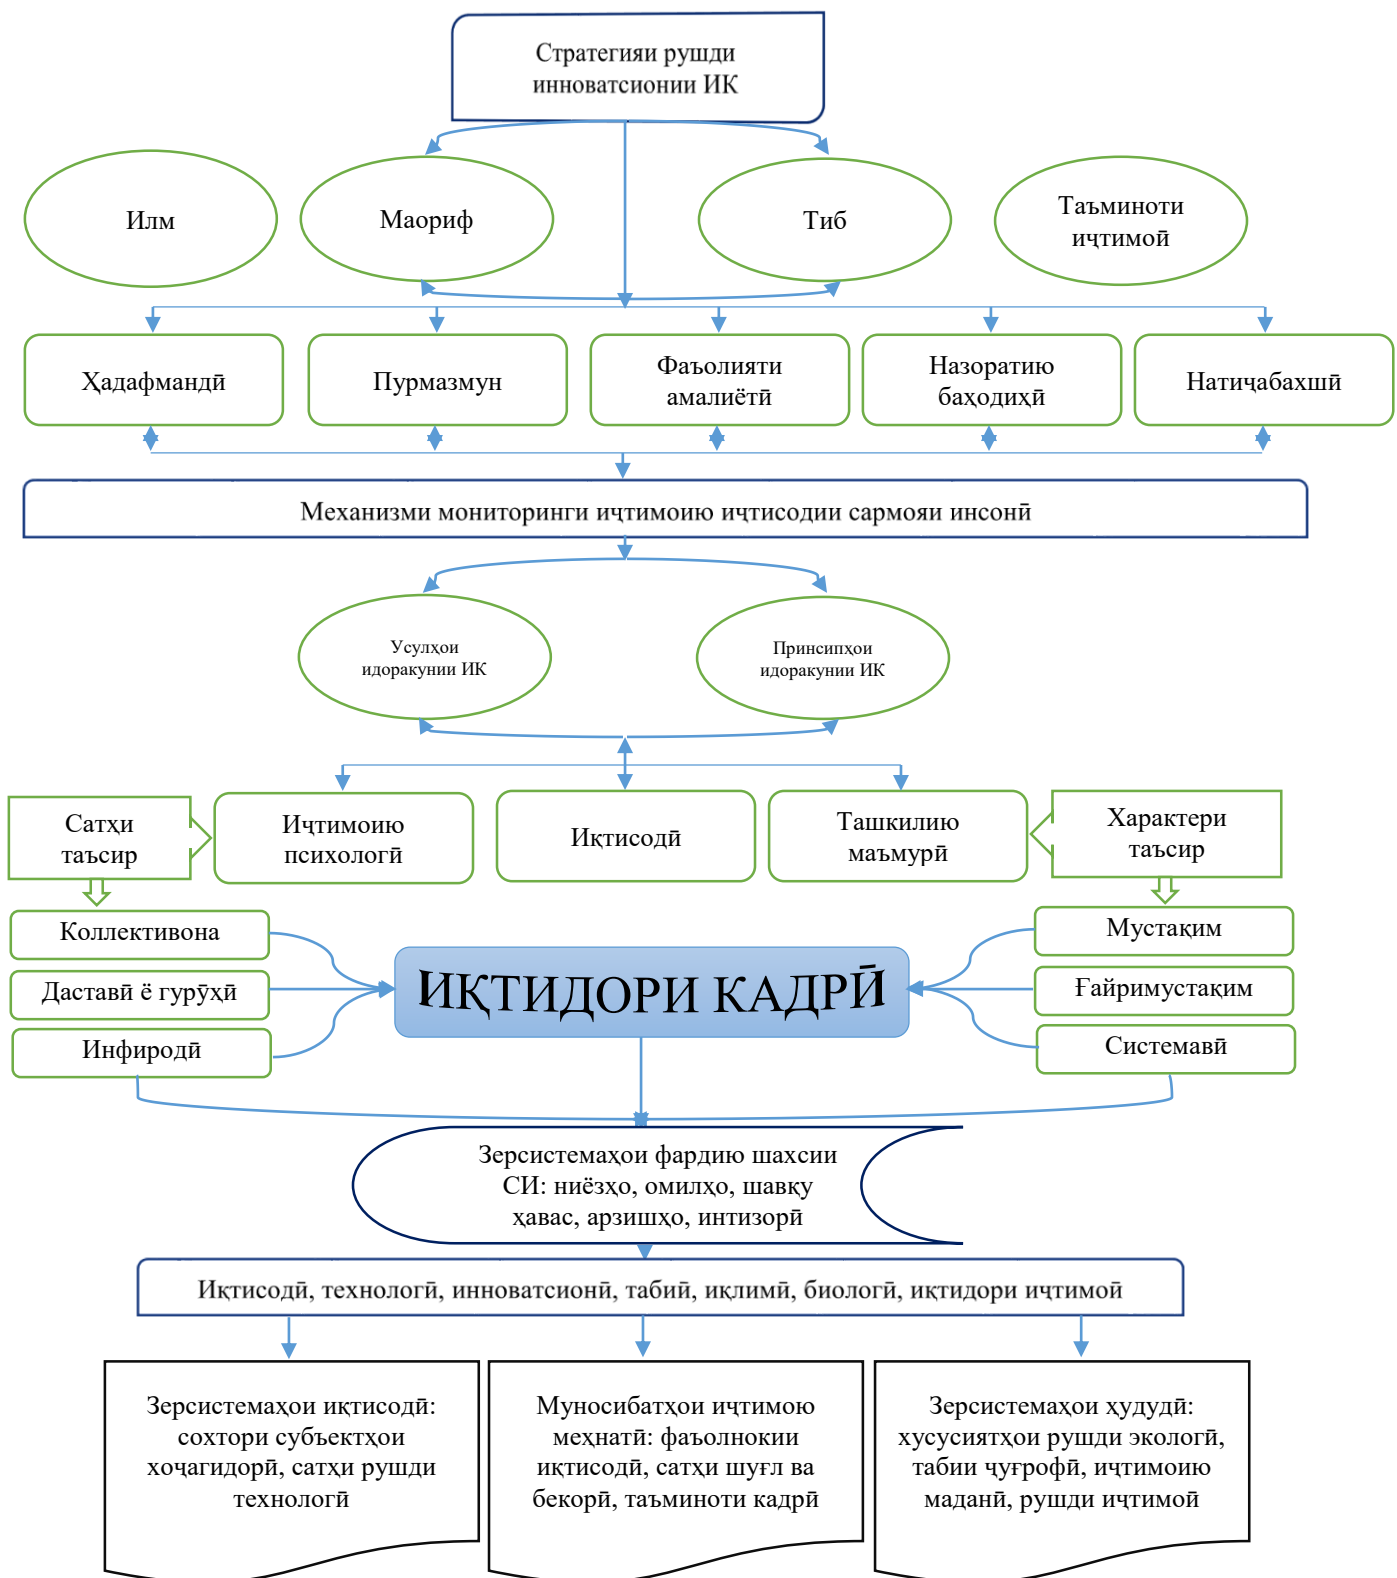 Стратегияи рушди
инноватсионии ИК
Илм
Маориф
Тиб
Таъминоти
иҷтимоӣ
Ҳадафмандӣ
Пурмазмун
Фаъолияти
амалиётӣ
Назоратию
баҳодиҳӣ
Натиҷабахшӣ
Механизми мониторинги иҷтимоию иҷтисодии сармояи инсонӣ
Усулҳои
идоракунии ИК
Принсипҳои
идоракунии ИК
Сатҳи
таъсир
Иҷтимоию
психологӣ
Иқтисодӣ
Ташкилию
маъмурӣ
Характери
таъсир
Коллективона
Даставӣ ё гурӯҳӣ
Инфиродӣ
ИҚТИДОРИ КАДРӢ
Мустақим
Ғайримустақим
Системавӣ
Зерсистемаҳои фардию шахсии
СИ: ниёзҳо, омилҳо, шавқу
ҳавас, арзишҳо, интизорӣ
Иқтисодӣ, технологӣ, инноватсионӣ, табиӣ, иқлимӣ, биологӣ, иқтидори иҷтимоӣ
Зерсистемаҳои иқтисодӣ:
сохтори субъектҳои
хоҷагидорӣ, сатҳи рушди
технологӣ
Муносибатҳои иҷтимою
меҳнатӣ: фаъолнокии
иқтисодӣ, сатҳи шуғл ва
бекорӣ, таъминоти кадрӣ
Зерсистемаҳои ҳудудӣ:
хусусиятҳои рушди экологӣ,
табии ҷуғрофӣ, иҷтимоию
маданӣ, рушди иҷтимоӣ